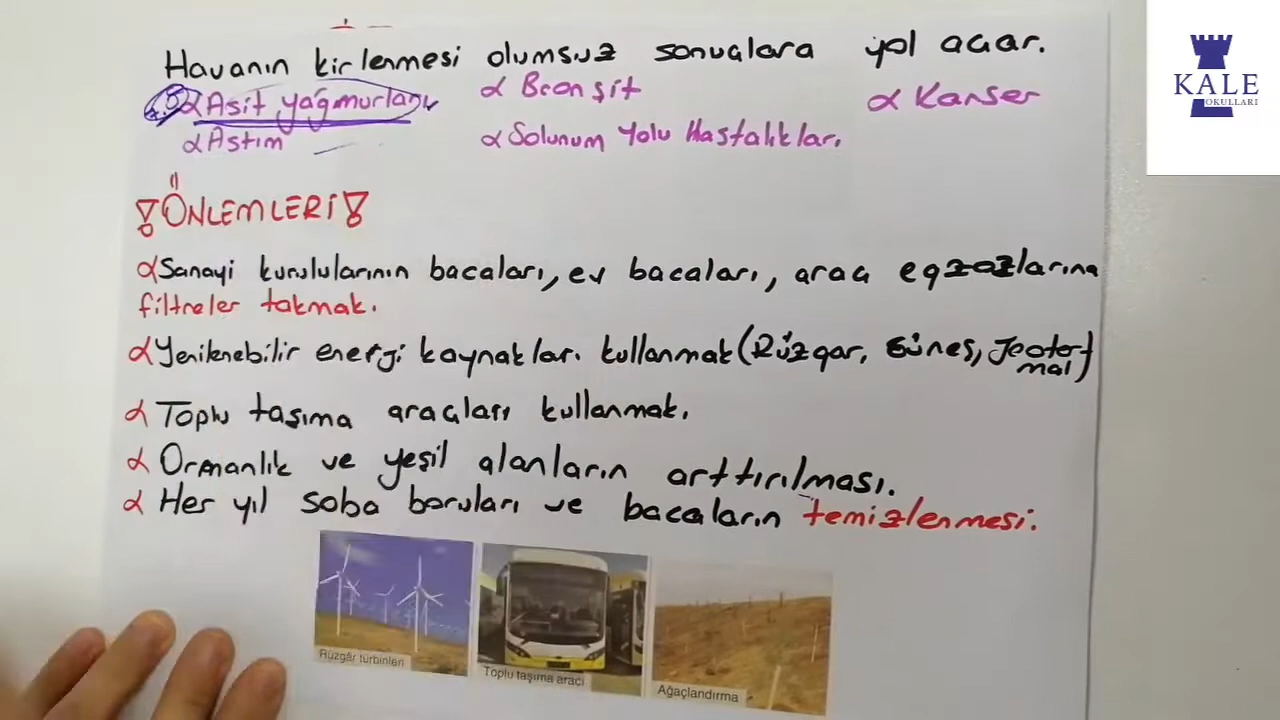 Havanın kirlenmesi olumsuz sonuçlara yol açar.
α Asit yağmurları α Bronşit α Kanser
α Astım α Solunum Yolu Hastalıkları
! ÖNLEMLERİ !
α Sanayi kurulularının bacaları, ev bacaları, araç egzozlarına
filtreler takmak.
α Yenilenebilir energi kaynakları kullanmak (Rüzgar, Güneş, Jeotermal)
α Toplu taşıma araçları kullanmak.
α Ormanlık ve yeşil alanların arttırılması.
α Her yıl soba boruları ve bacaların temizlenmesi.
Rüzgâr türbinleri
Toplu taşıma aracı
Ağaçlandırma
KALE
OKULLARI